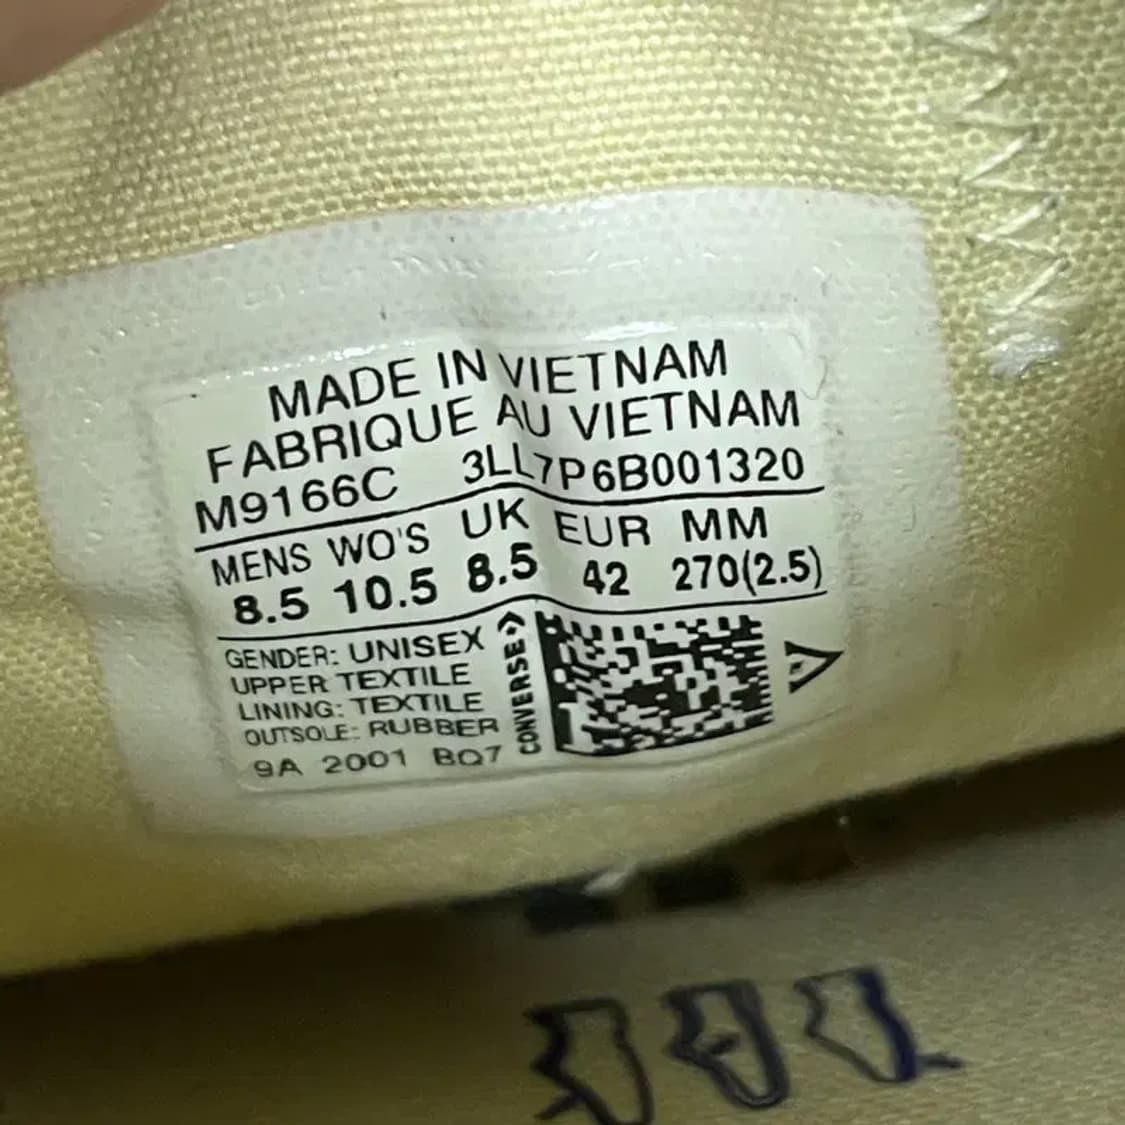 MADE IN VIETNAM
FABRIQUE AU VIETNAM
M9166C 3LL7P6B001320
MENS WO'S UK EUR MM
8.5 10.5 8.5 42 270(2.5)
GENDER: UNISEX
UPPER TEXTILE
LINING: TEXTILE
OUTSOLE: RUBBER
9A 2001 BQ7
CONVERSE